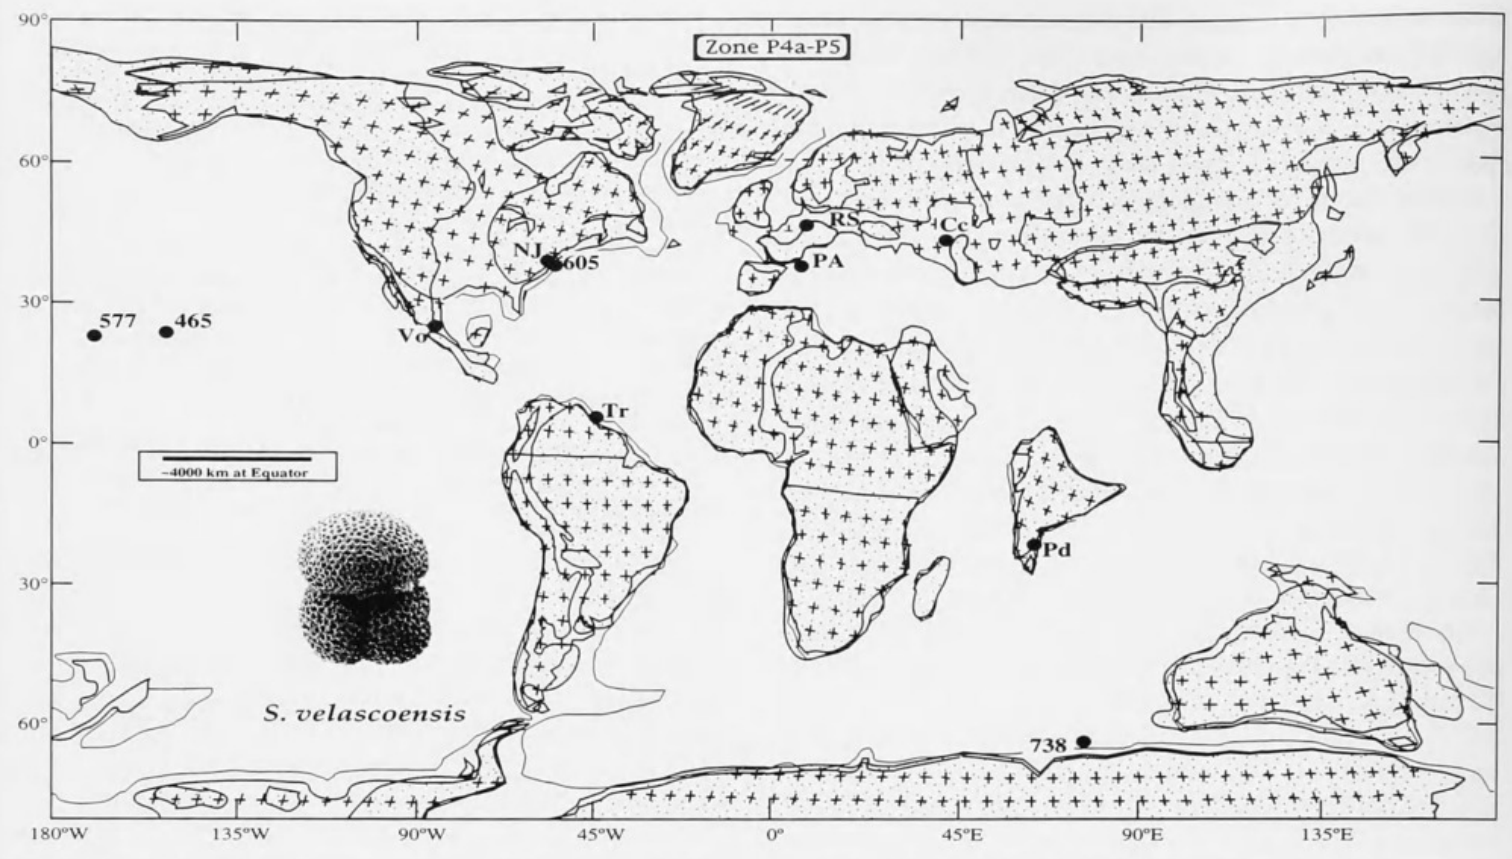 90°
Zone P4a-P5
60°
RS
Cc
NJ
605
PA
30°
577
465
Vo
Tr
0°
~4000 km at Equator
Pd
30°
S. velascoensis
60°
738
180°W
135°W
90°W
45°W
0°
45°E
90°E
135°E